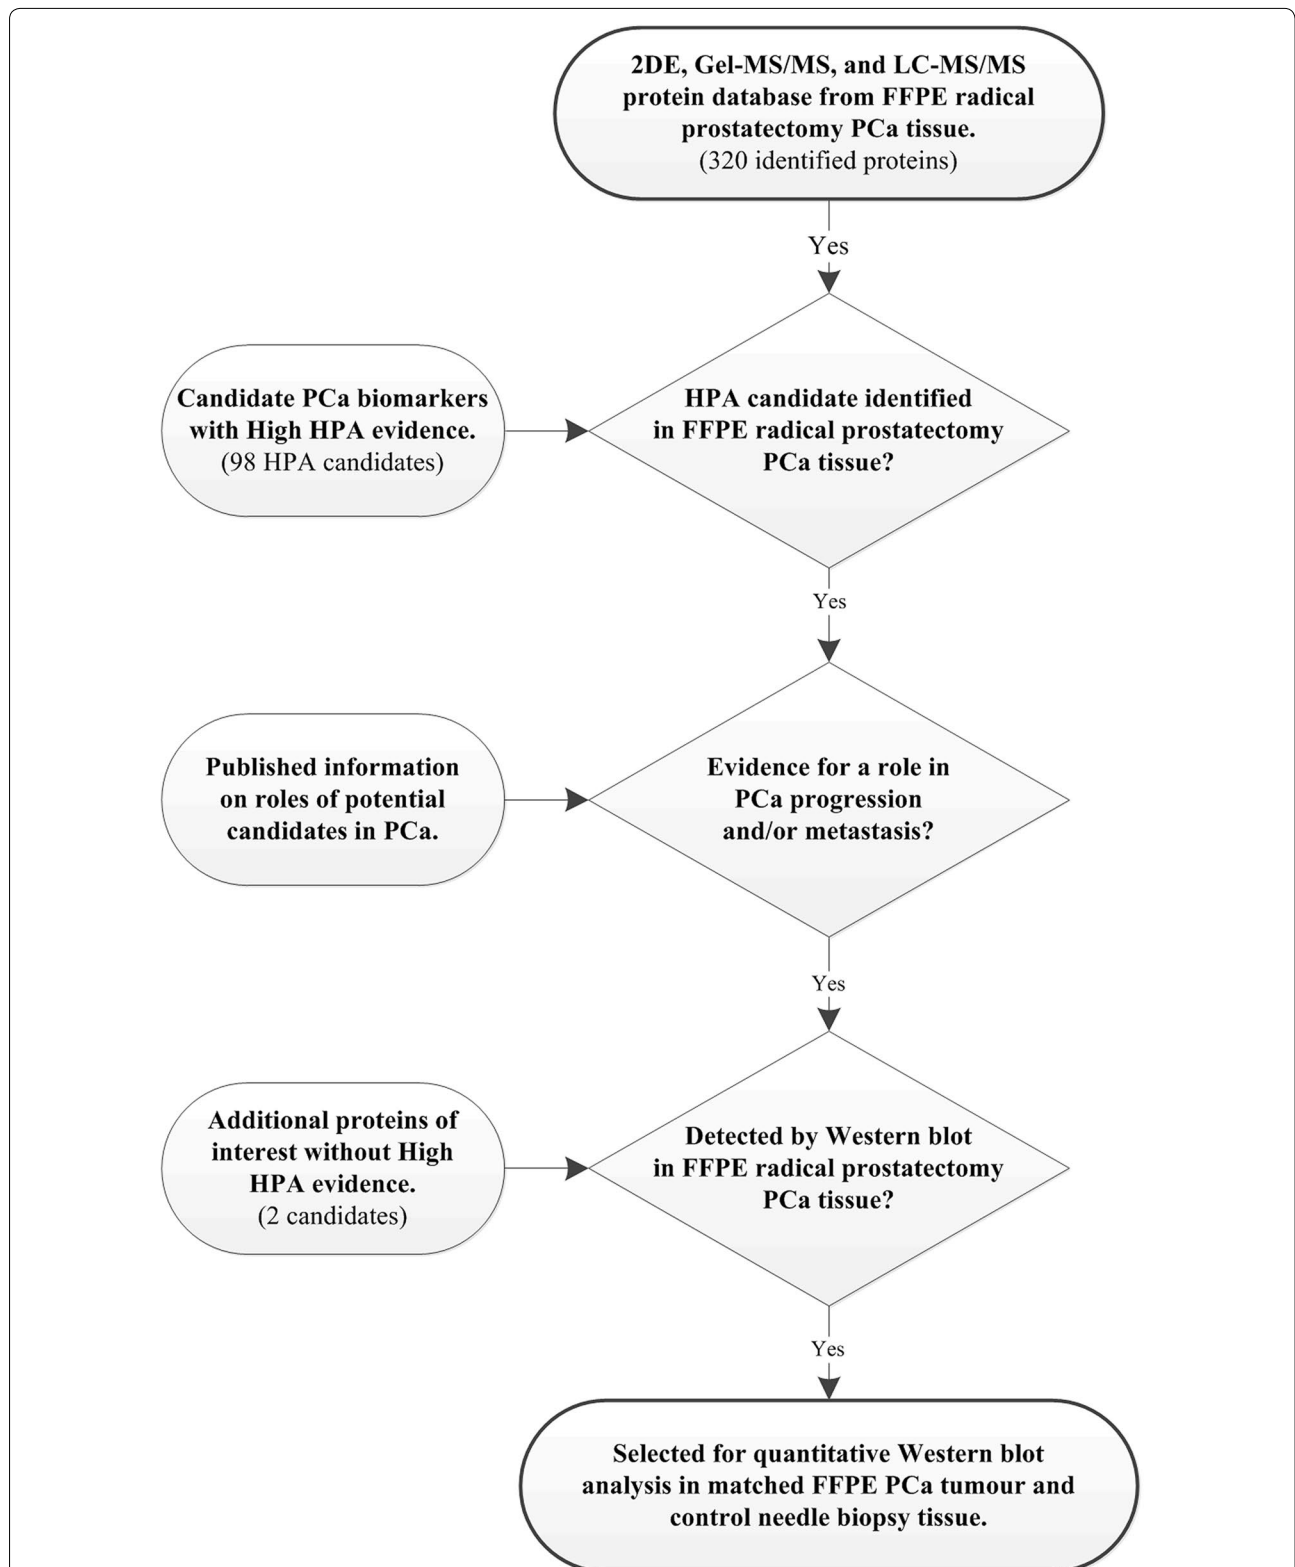 2DE, Gel-MS/MS, and LC-MS/MS
protein database from FFPE radical
prostatectomy PCa tissue.
(320 identified proteins)
Yes
Candidate PCa biomarkers
with High HPA evidence.
(98 HPA candidates)
HPA candidate identified
in FFPE radical prostatectomy
PCa tissue?
Yes
Published information
on roles of potential
candidates in PCa.
Evidence for a role in
PCa progression
and/or metastasis?
Yes
Additional proteins of
interest without High
HPA evidence.
(2 candidates)
Detected by Western blot
in FFPE radical prostatectomy
PCa tissue?
Yes
Selected for quantitative Western blot
analysis in matched FFPE PCa tumour and
control needle biopsy tissue.